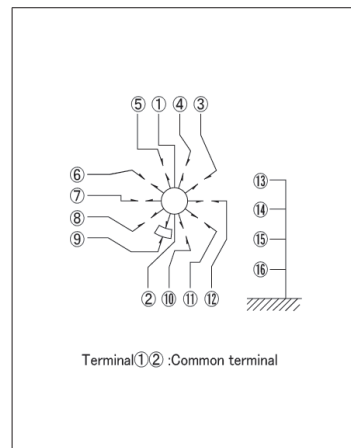 ⑤ ① ④ ③
⑥
⑬
⑦
⑭
⑧
⑨
⑮
⑯
② ⑩ ⑪ ⑫
Terminal①② :Common terminal